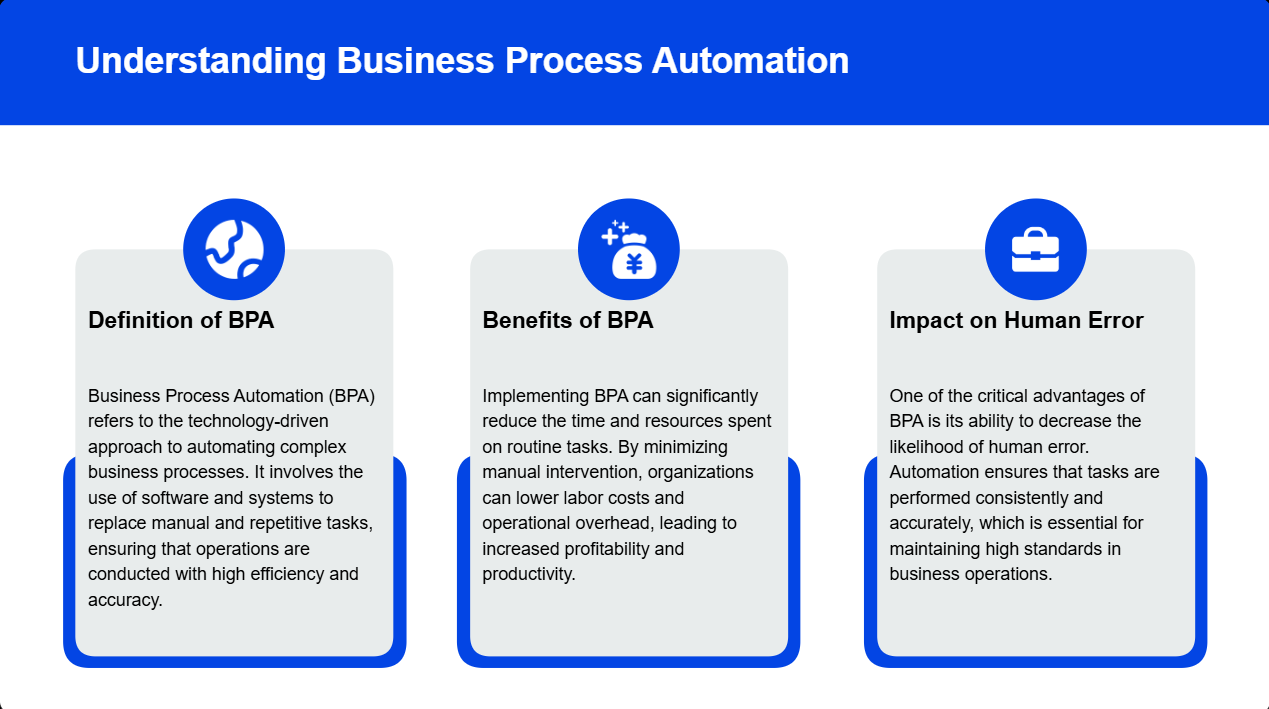 Understanding Business Process Automation
Definition of BPA
Business Process Automation (BPA)
refers to the technology-driven
approach to automating complex
business processes. It involves the
use of software and systems to
replace manual and repetitive tasks,
ensuring that operations are
conducted with high efficiency and
accuracy.
¥
Benefits of BPA
Implementing BPA can significantly
reduce the time and resources spent
on routine tasks. By minimizing
manual intervention, organizations
can lower labor costs and
operational overhead, leading to
increased profitability and
productivity.
Impact on Human Error
One of the critical advantages of
BPA is its ability to decrease the
likelihood of human error.
Automation ensures that tasks are
performed consistently and
accurately, which is essential for
maintaining high standards in
business operations.